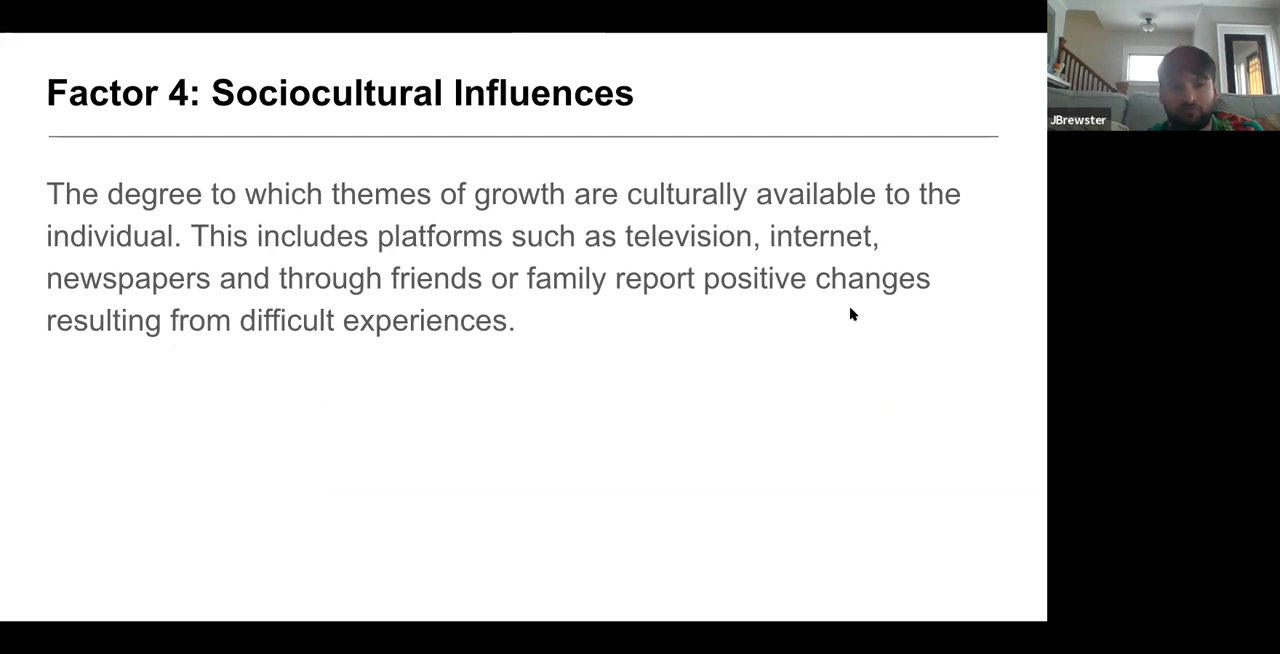 Factor 4: Sociocultural Influences
The degree to which themes of growth are culturally available to the
individual. This includes platforms such as television, internet,
newspapers and through friends or family report positive changes
resulting from difficult experiences.
JBrewster